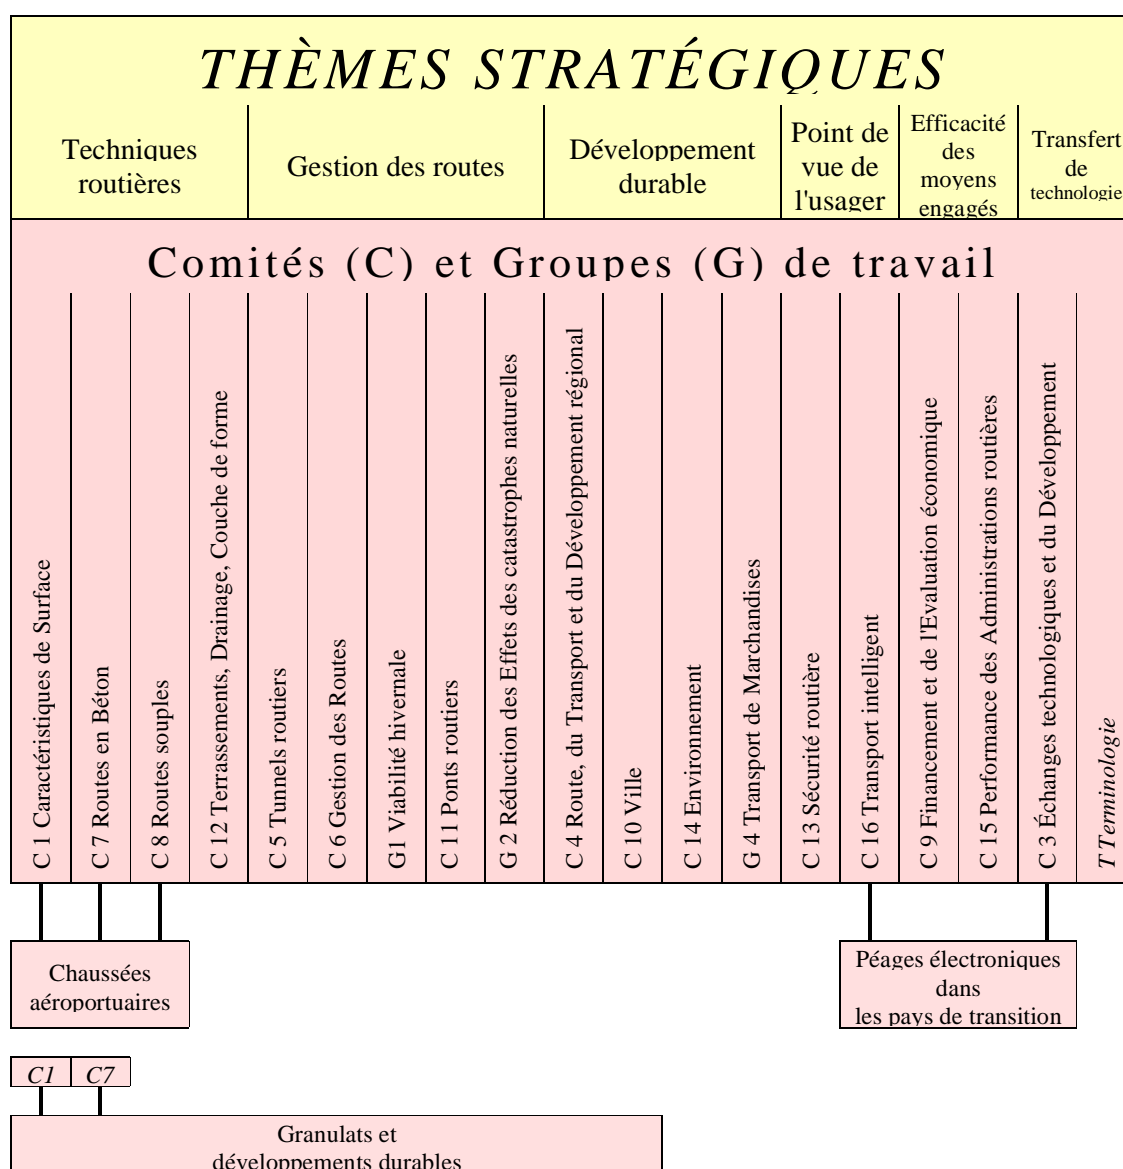 THÈMES STRATÉGIQUES
Techniques
routières
Gestion des routes
Développement
durable
Point de
vue de
l'usager
Efficacité
des
moyens
engagés
Transfert
de
technologie
Comités (C) et Groupes (G) de travail
C 1 Caractéristiques de Surface
C 7 Routes en Béton
C 8 Routes souples
C 12 Terrassements, Drainage, Couche de forme
C 5 Tunnels routiers
C 6 Gestion des Routes
G1 Viabilité hivernale
C 11 Ponts routiers
G 2 Réduction des Effets des catastrophes naturelles
C 4 Route, du Transport et du Développement régional
C 10 Ville
C 14 Environnement
G 4 Transport de Marchandises
C 13 Sécurité routière
C 16 Transport intelligent
C 9 Financement et de l'Evaluation économique
C 15 Performance des Administrations routières
C 3 Échanges technologiques et du Développement
T Terminologie
Chaussées
aéroportuaires
Péages électroniques
dans
les pays de transition
C1 C7
Granulats et
développements durables